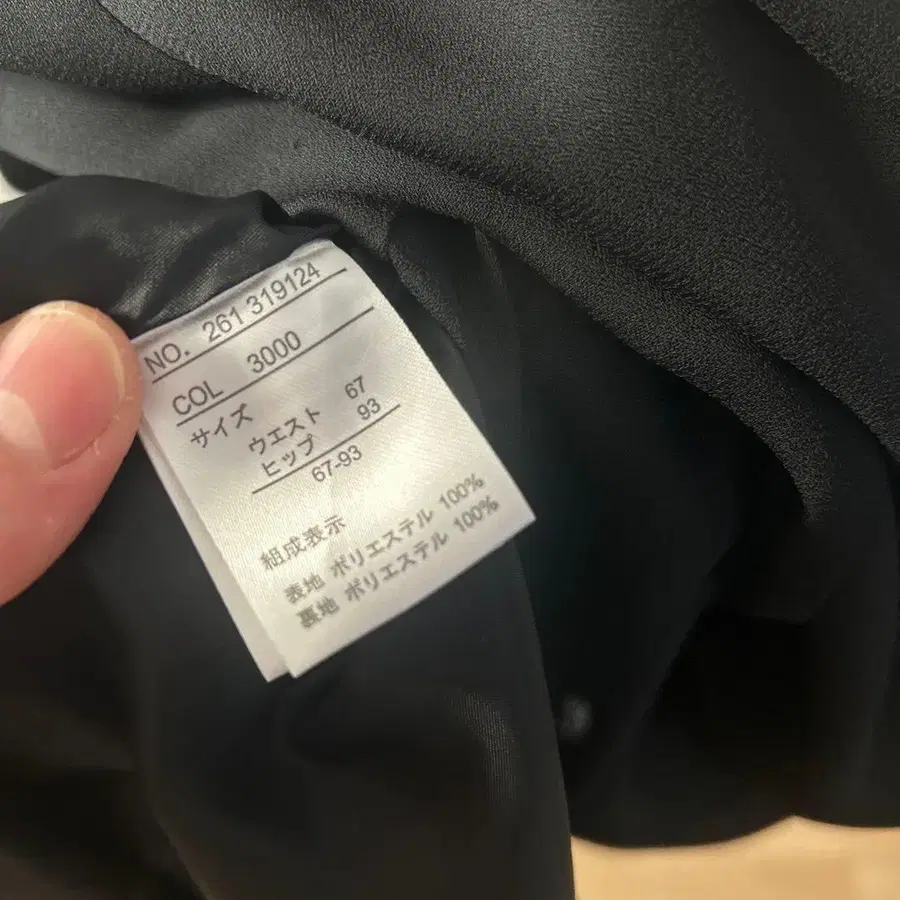 NO. 261 319124
COL 3000
サイズ
ウエスト 67
ヒップ 93
67-93
組成表示
表地 ポリエステル 100%
裏地 ポリエステル 100%